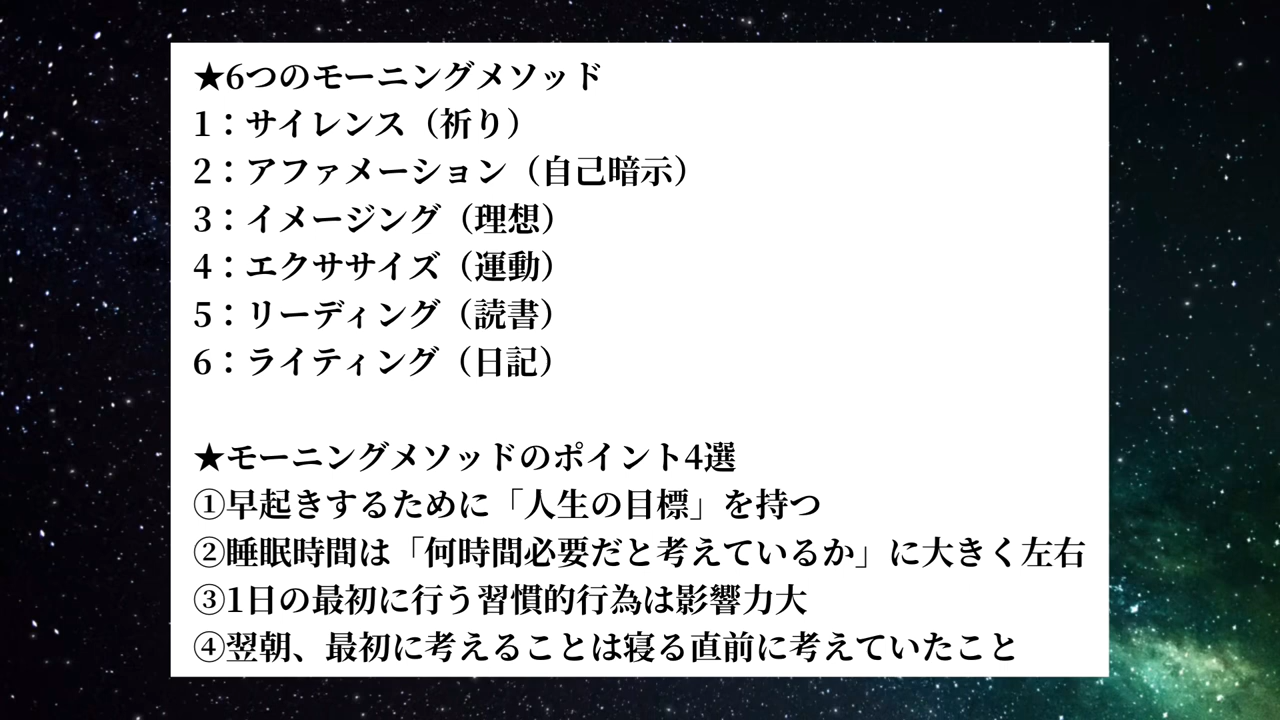 ★6つのモーニングメソッド
1：サイレンス（祈り）
2：アファメーション（自己暗示）
3：イメージング（理想）
4：エクササイズ（運動）
5：リーディング（読書）
6：ライティング（日記）
★モーニングメソッドのポイント4選
①早起きするために「人生の目標」を持つ
②睡眠時間は「何時間必要だと考えているか」に大きく左右
③1日の最初に行う習慣的行為は影響力大
④翌朝、最初に考えることは寝る直前に考えていたこと